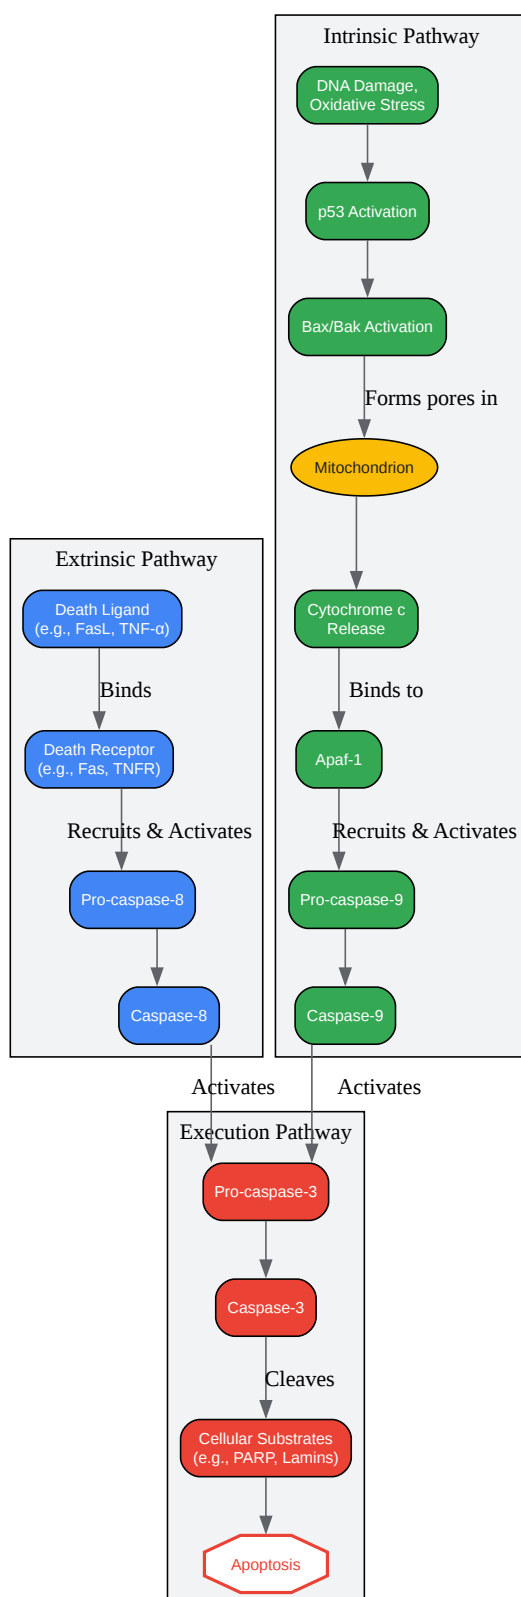 Intrinsic Pathway
DNA Damage,
Oxidative Stress
p53 Activation
Bax/Bak Activation
Forms pores in
Mitochondrion
Cytochrome c
Release
Binds to
Apaf-1
Recruits & Activates
Pro-caspase-9
Caspase-9
Activates
Extrinsic Pathway
Death Ligand
(e.g., FasL, TNF-α)
Binds
Death Receptor
(e.g., Fas, TNFR)
Recruits & Activates
Pro-caspase-8
Caspase-8
Activates
Execution Pathway
Pro-caspase-3
Caspase-3
Cleaves
Cellular Substrates
(e.g., PARP, Lamins)
Apoptosis